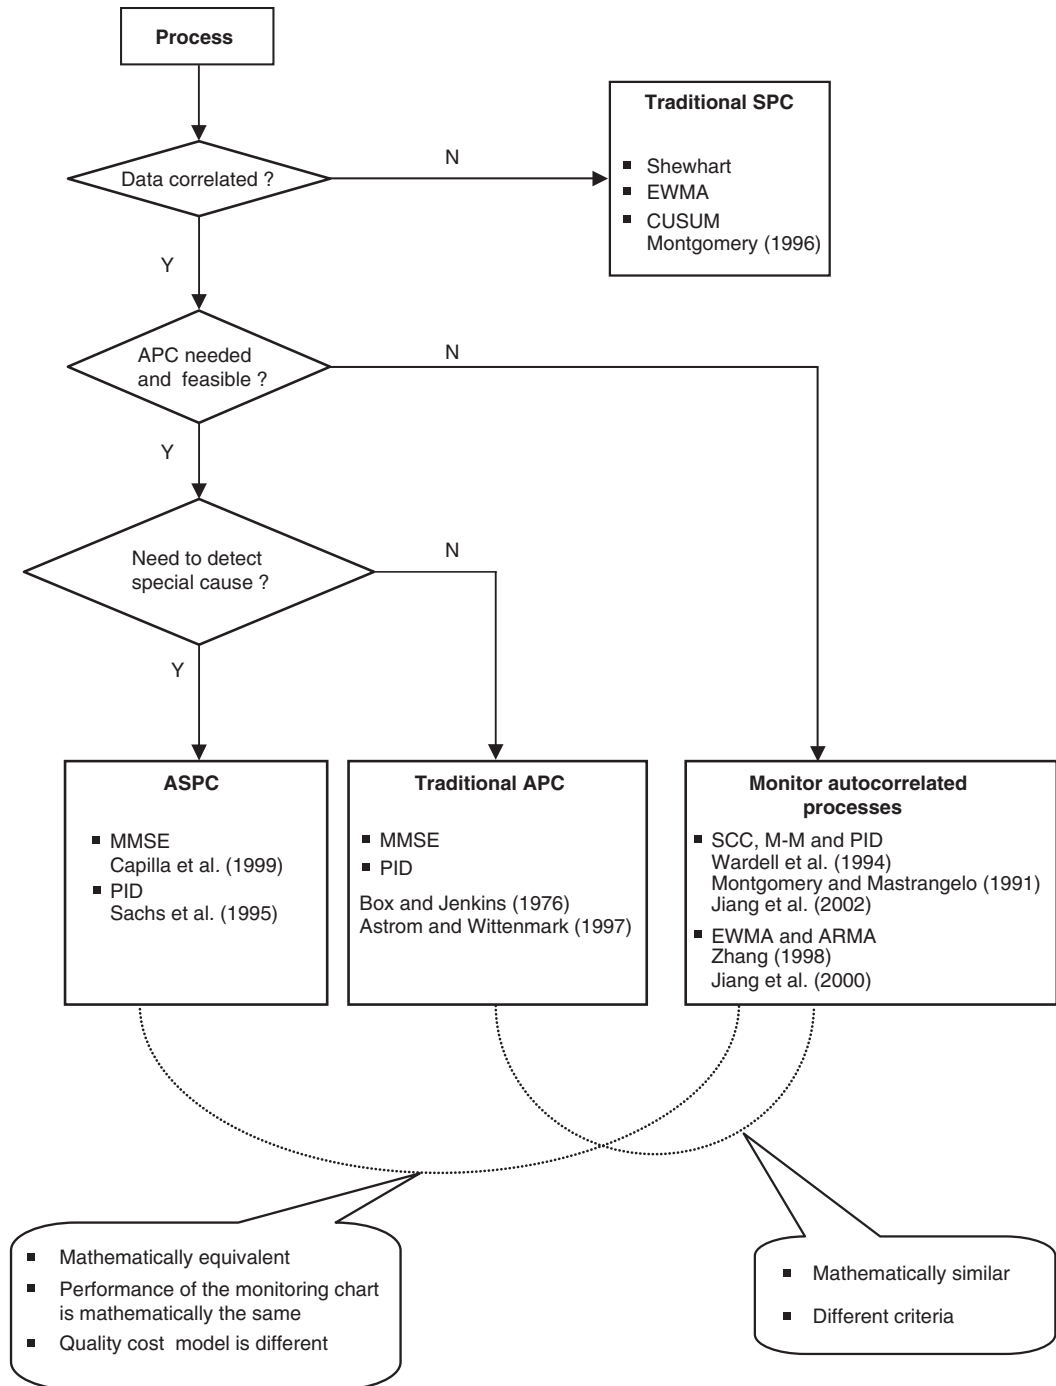 Process
Traditional SPC
Data correlated ?
N
▪ Shewhart
▪ EWMA
▪ CUSUM
Montgomery (1996)
Y
APC needed
and feasible ?
N
Y
Need to detect
special cause ?
N
Y
ASPC
▪ MMSE
Capilla et al. (1999)
▪ PID
Sachs et al. (1995)
Traditional APC
▪ MMSE
▪ PID
Box and Jenkins (1976)
Astrom and Wittenmark (1997)
Monitor autocorrelated
processes
▪ SCC, M-M and PID
Wardell et al. (1994)
Montgomery and Mastrangelo (1991)
Jiang et al. (2002)
▪ EWMA and ARMA
Zhang (1998)
Jiang et al. (2000)
▪ Mathematically equivalent
▪ Performance of the monitoring chart
is mathematically the same
▪ Quality cost model is different
▪ Mathematically similar
▪ Different criteria